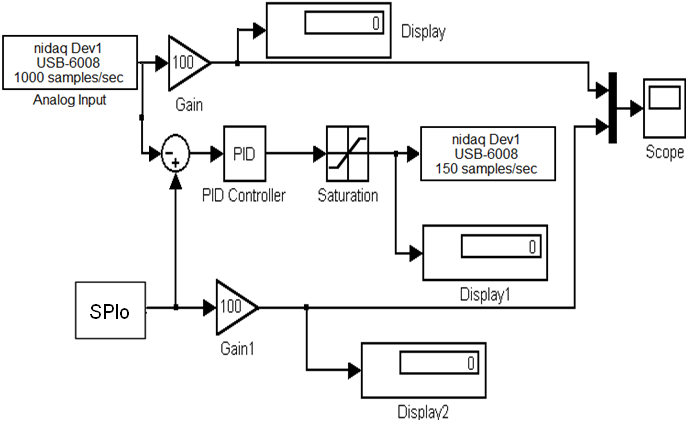 0
Display
nidaq Dev1
USB-6008
1000 samples/sec
Analog Input
100
Gain
Scope
-
+
PID
PID Controller
Saturation
nidaq Dev1
USB-6008
150 samples/sec
0
Display1
SPIo
100
Gain1
0
Display2